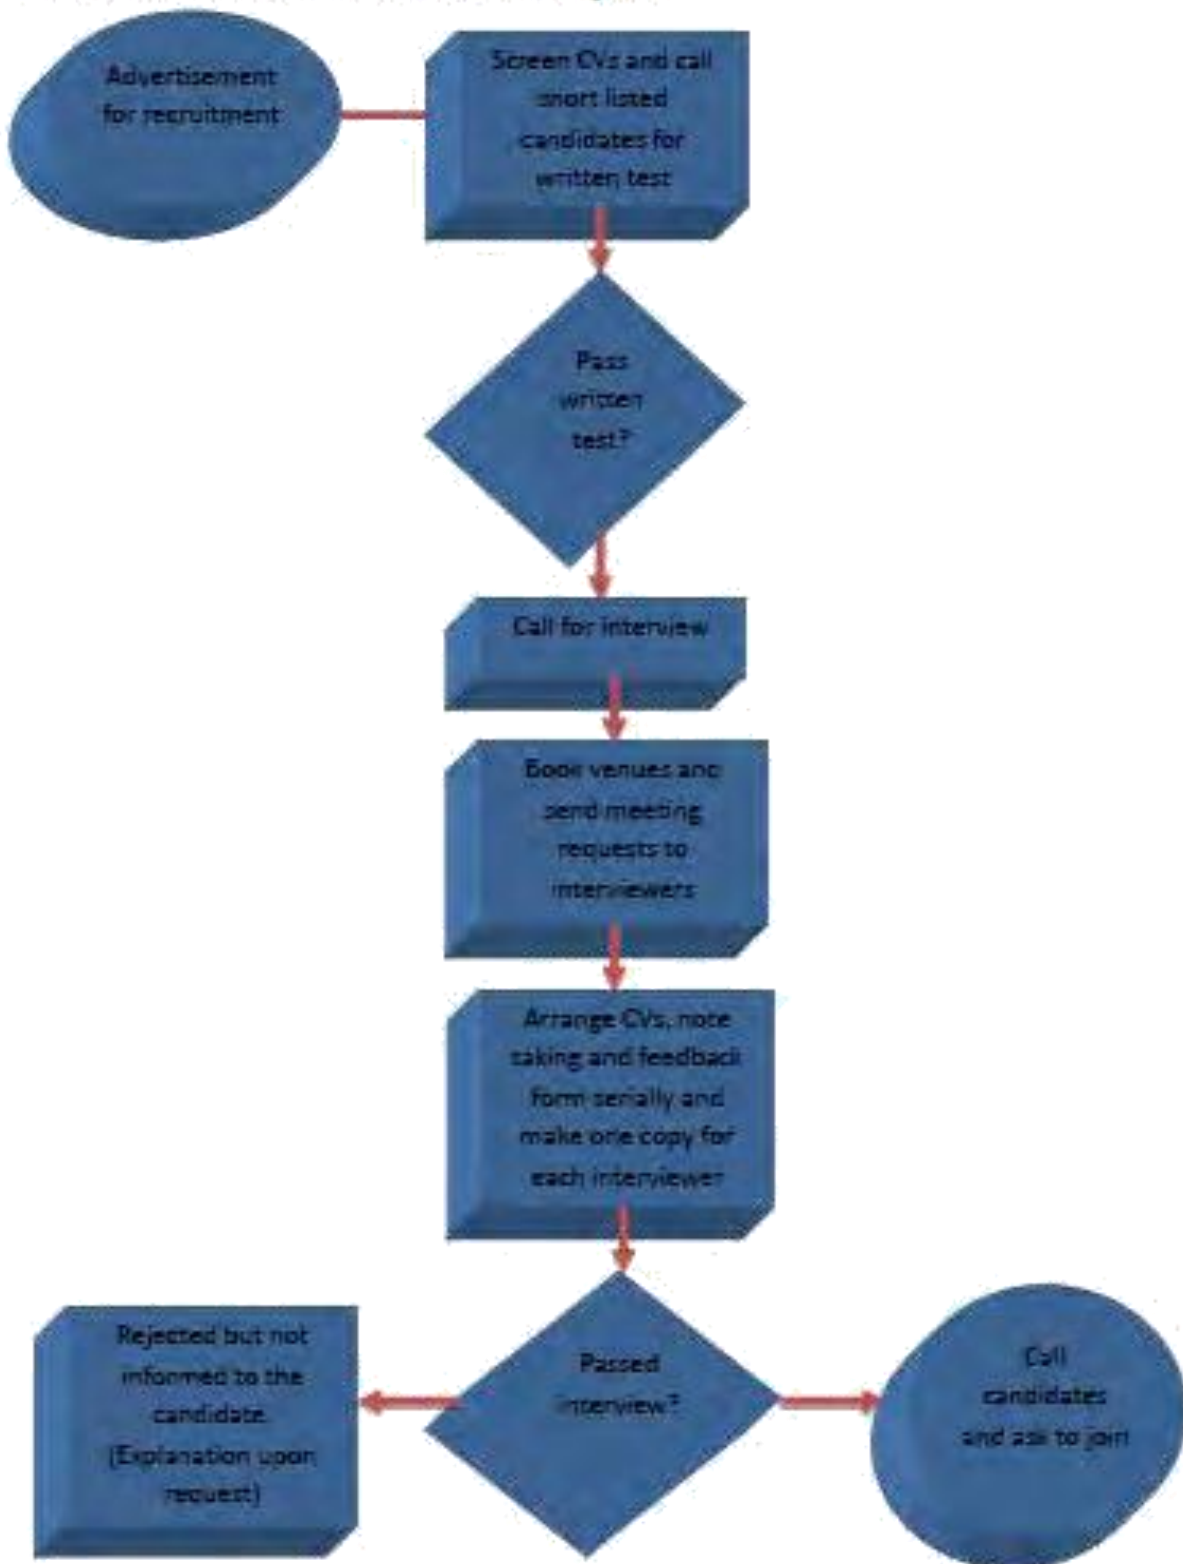 Advertisement
for recruitment
Screen CVs and call
short listed
candidates for
written test
Pass
written
test?
Call for interview
Book venues and
send meeting
requests to
interviewers
Arrange CVs, note
taking and feedback
form serially and
make one copy for
each interviewer
Rejected but not
informed to the
candidate.
(Explanation upon
request)
Passed
interview?
Call
candidates
and ask to join